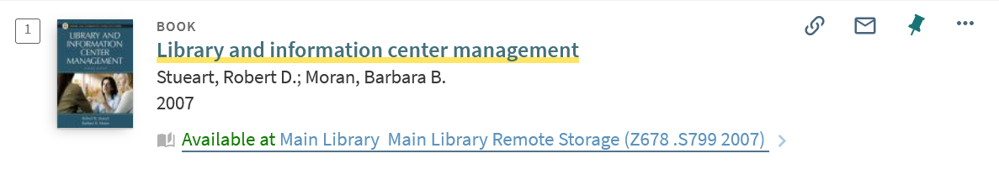 1
BOOK
LIBRARY AND
INFORMATION
CENTER
MANAGEMENT
Library and information center management
Stueart, Robert D.; Moran, Barbara B.
2007
Available at Main Library Main Library Remote Storage (Z678 .S799 2007)